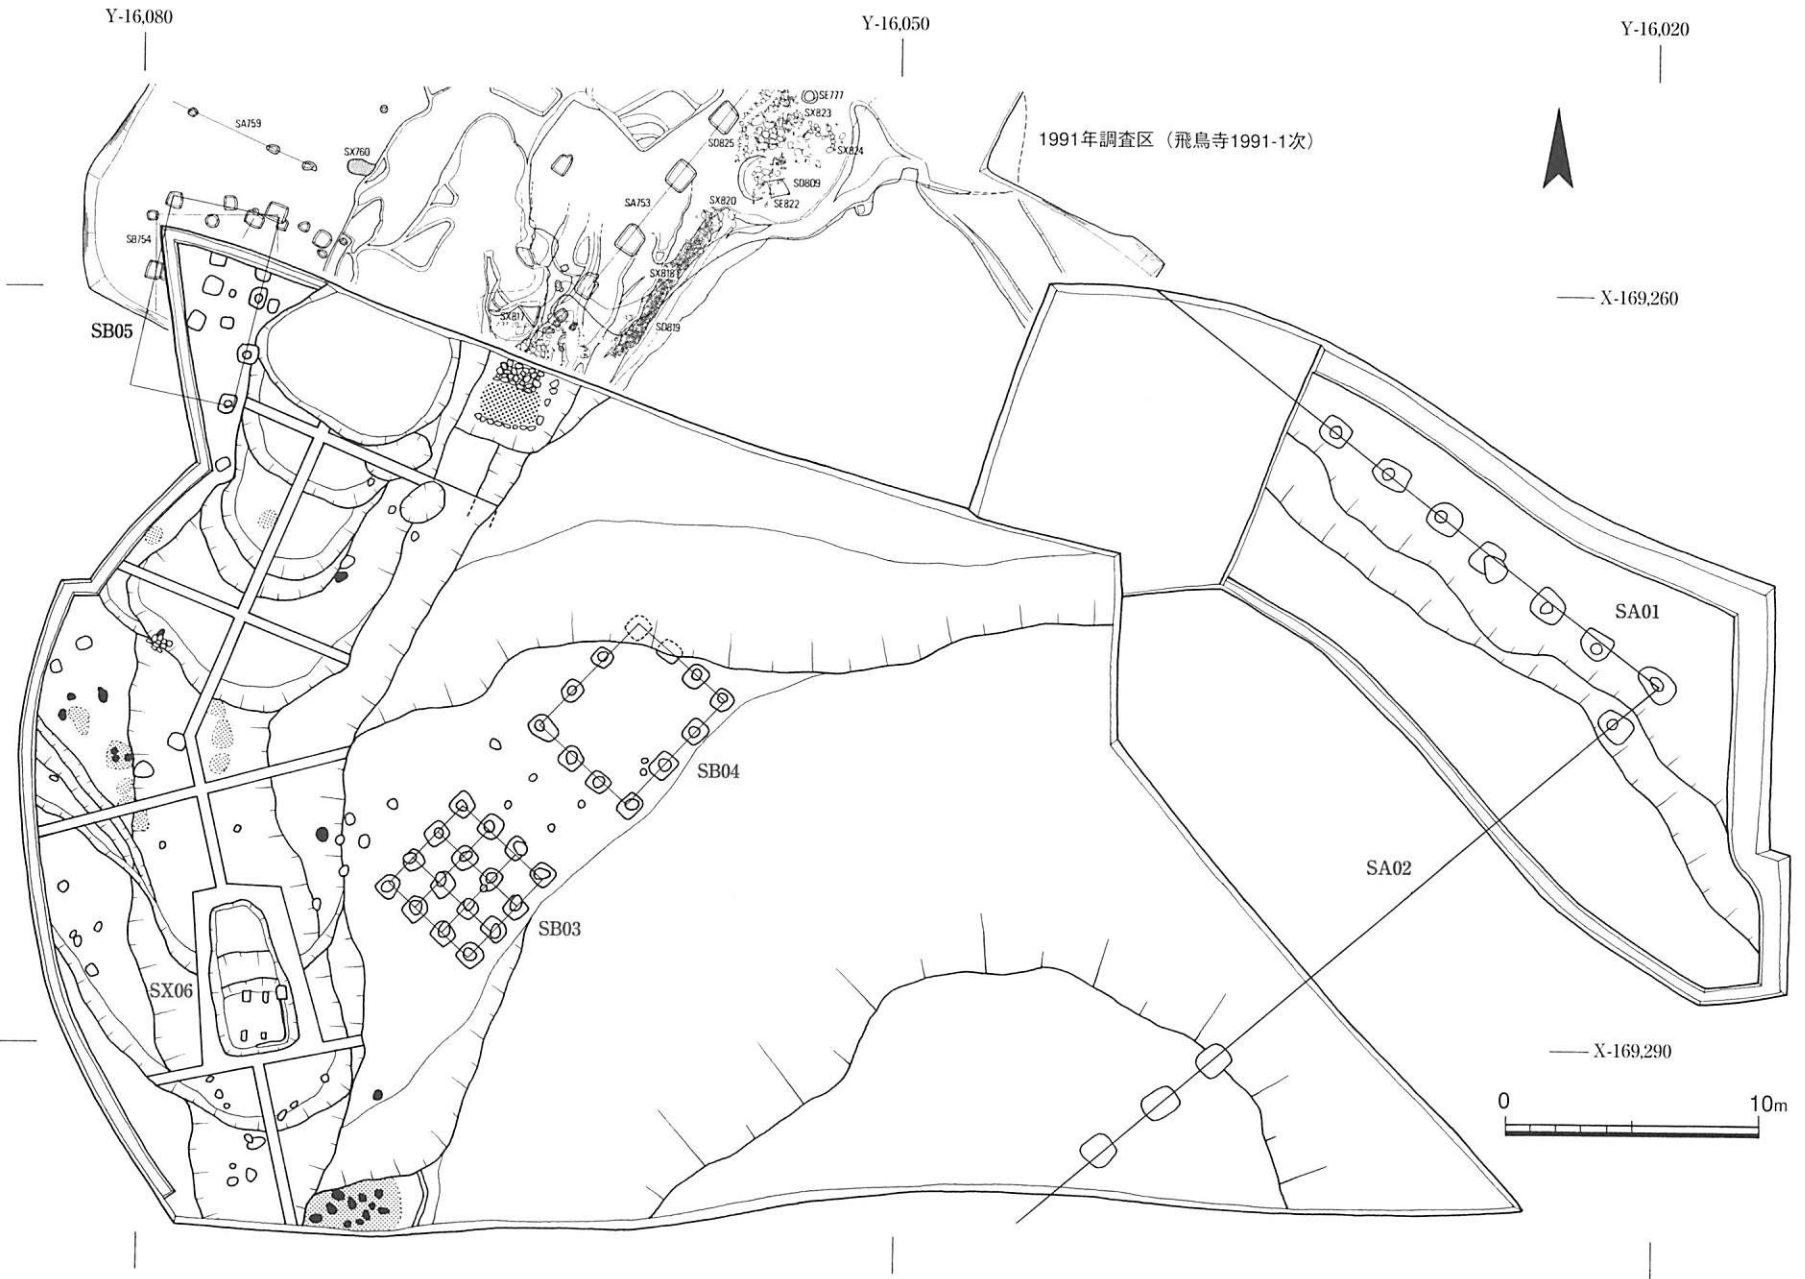 Y-16,080
Y-16,050
Y-16,020
SE777
SX823
SA759
SD825
SX824
1991年調査区（飛鳥寺1991-1次）
SX760
SD809
SA753
SX820
SE822
SB754
SX818
X-169,260
SX817
SD819
SB05
SA01
SB04
SA02
SB03
SX06
X-169,290
0 10m